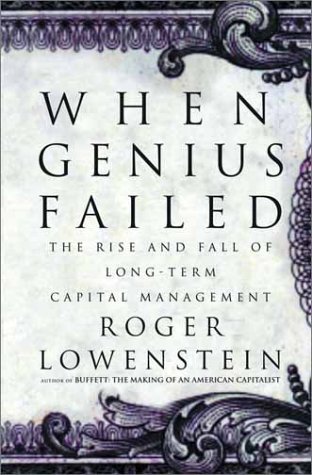 WHEN
GENIUS
FAILED
THE RISE AND FALL OF
LONG-TERM
CAPITAL MANAGEMENT
ROGER
LOWENSTEIN
AUTHOR OF BUFFETT: THE MAKING OF AN AMERICAN CAPITALIST